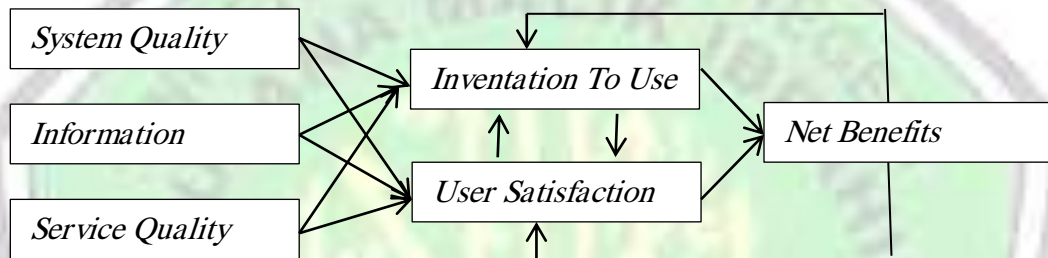 System Quality
Inventation To Use
Information
Net Benefits
User Satisfaction
Service Quality